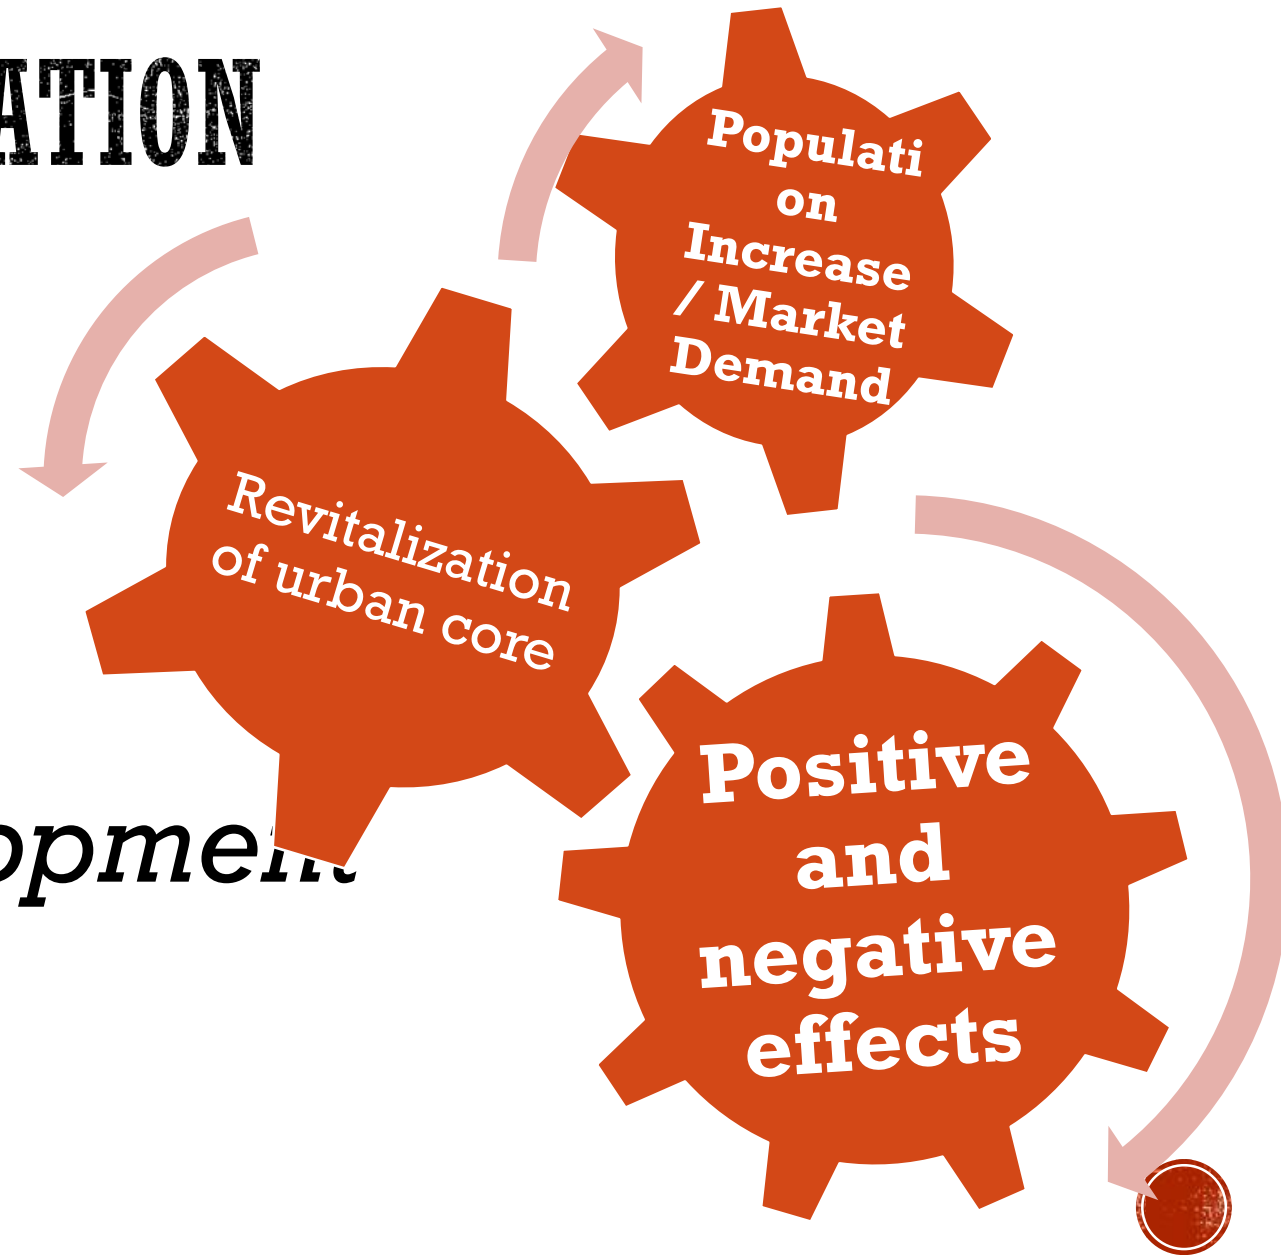 ATION
Populati
on
Increase
/ Market
Demand
Revitalization
of urban core
opment
Positive
and
negative
effects